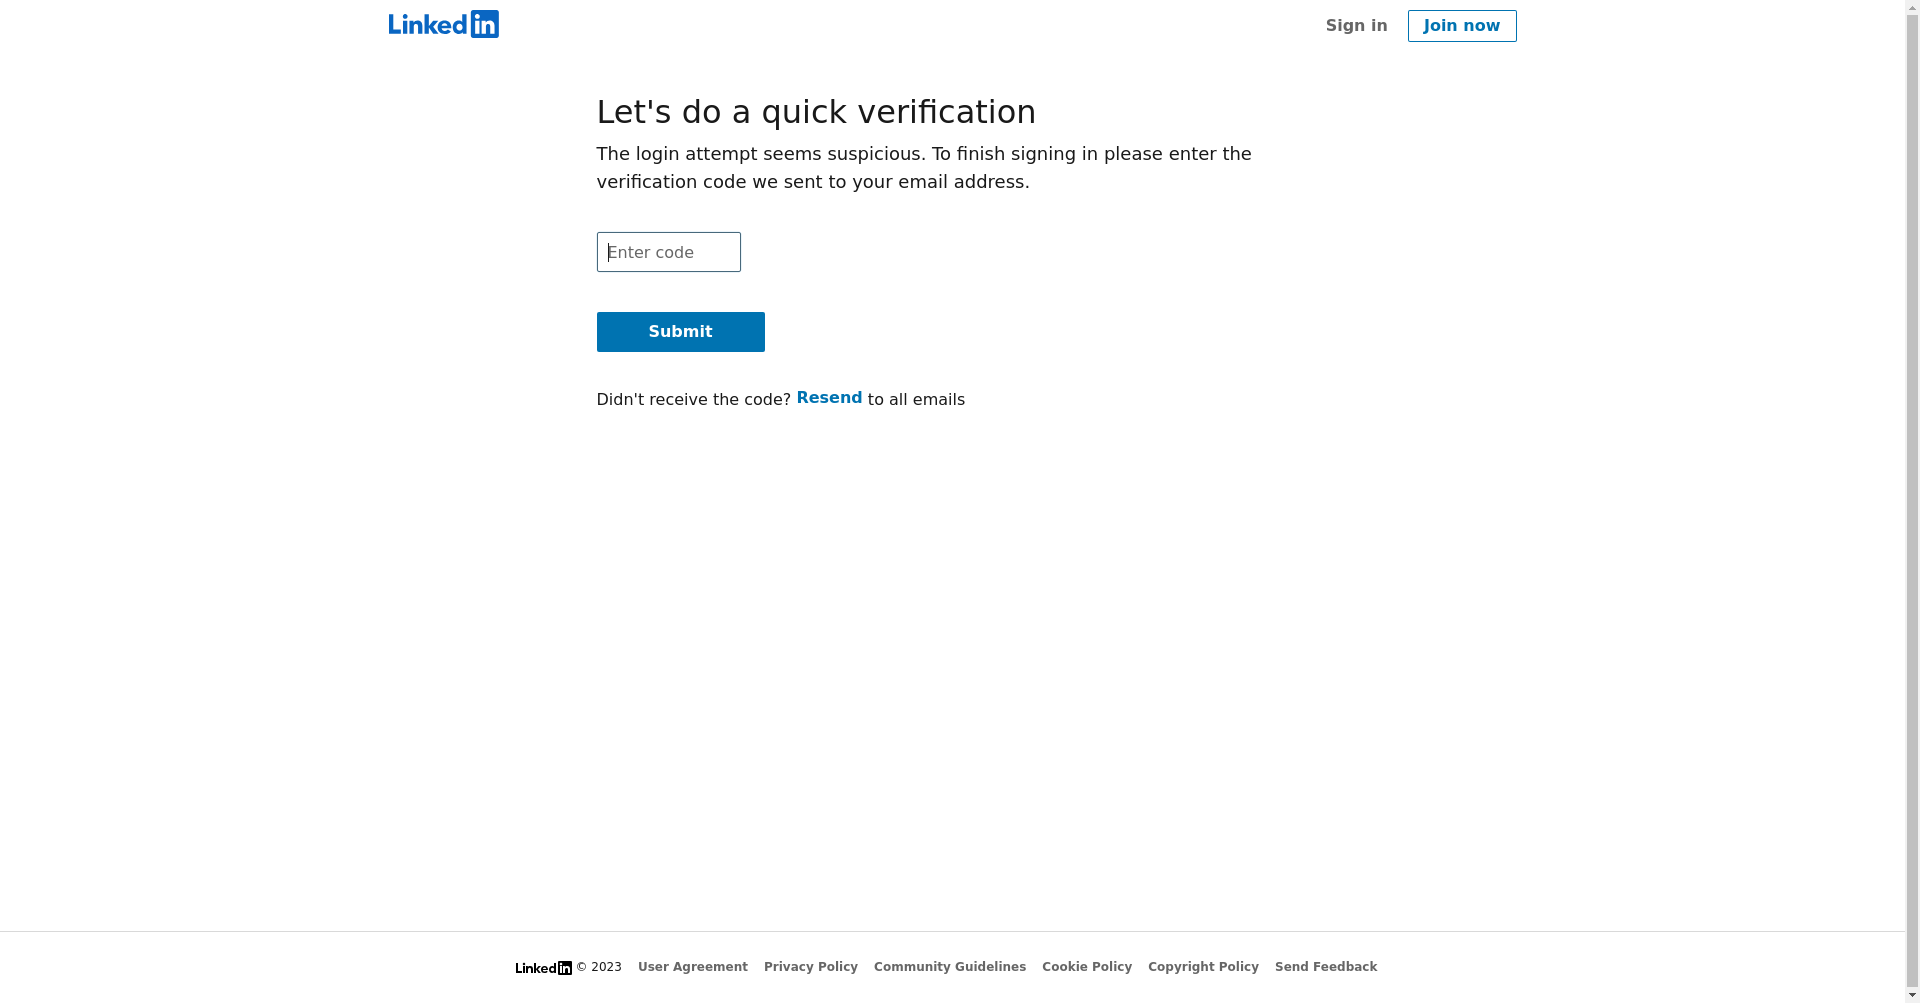 LinkedIn
Sign in
Join now
Let's do a quick verification
The login attempt seems suspicious. To finish signing in please enter the
verification code we sent to your email address.
Enter code
Submit
Didn't receive the code? Resend to all emails
LinkedIn © 2023 User Agreement Privacy Policy Community Guidelines Cookie Policy Copyright Policy Send Feedback